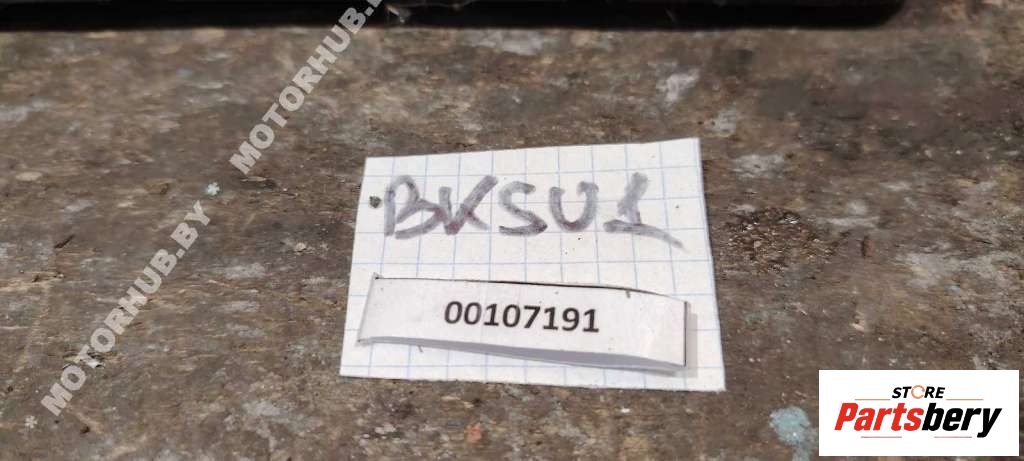 * MOTORHUB.BY * MOTORHUB.BY
BKSU1
00107191
STORE
Partsbery